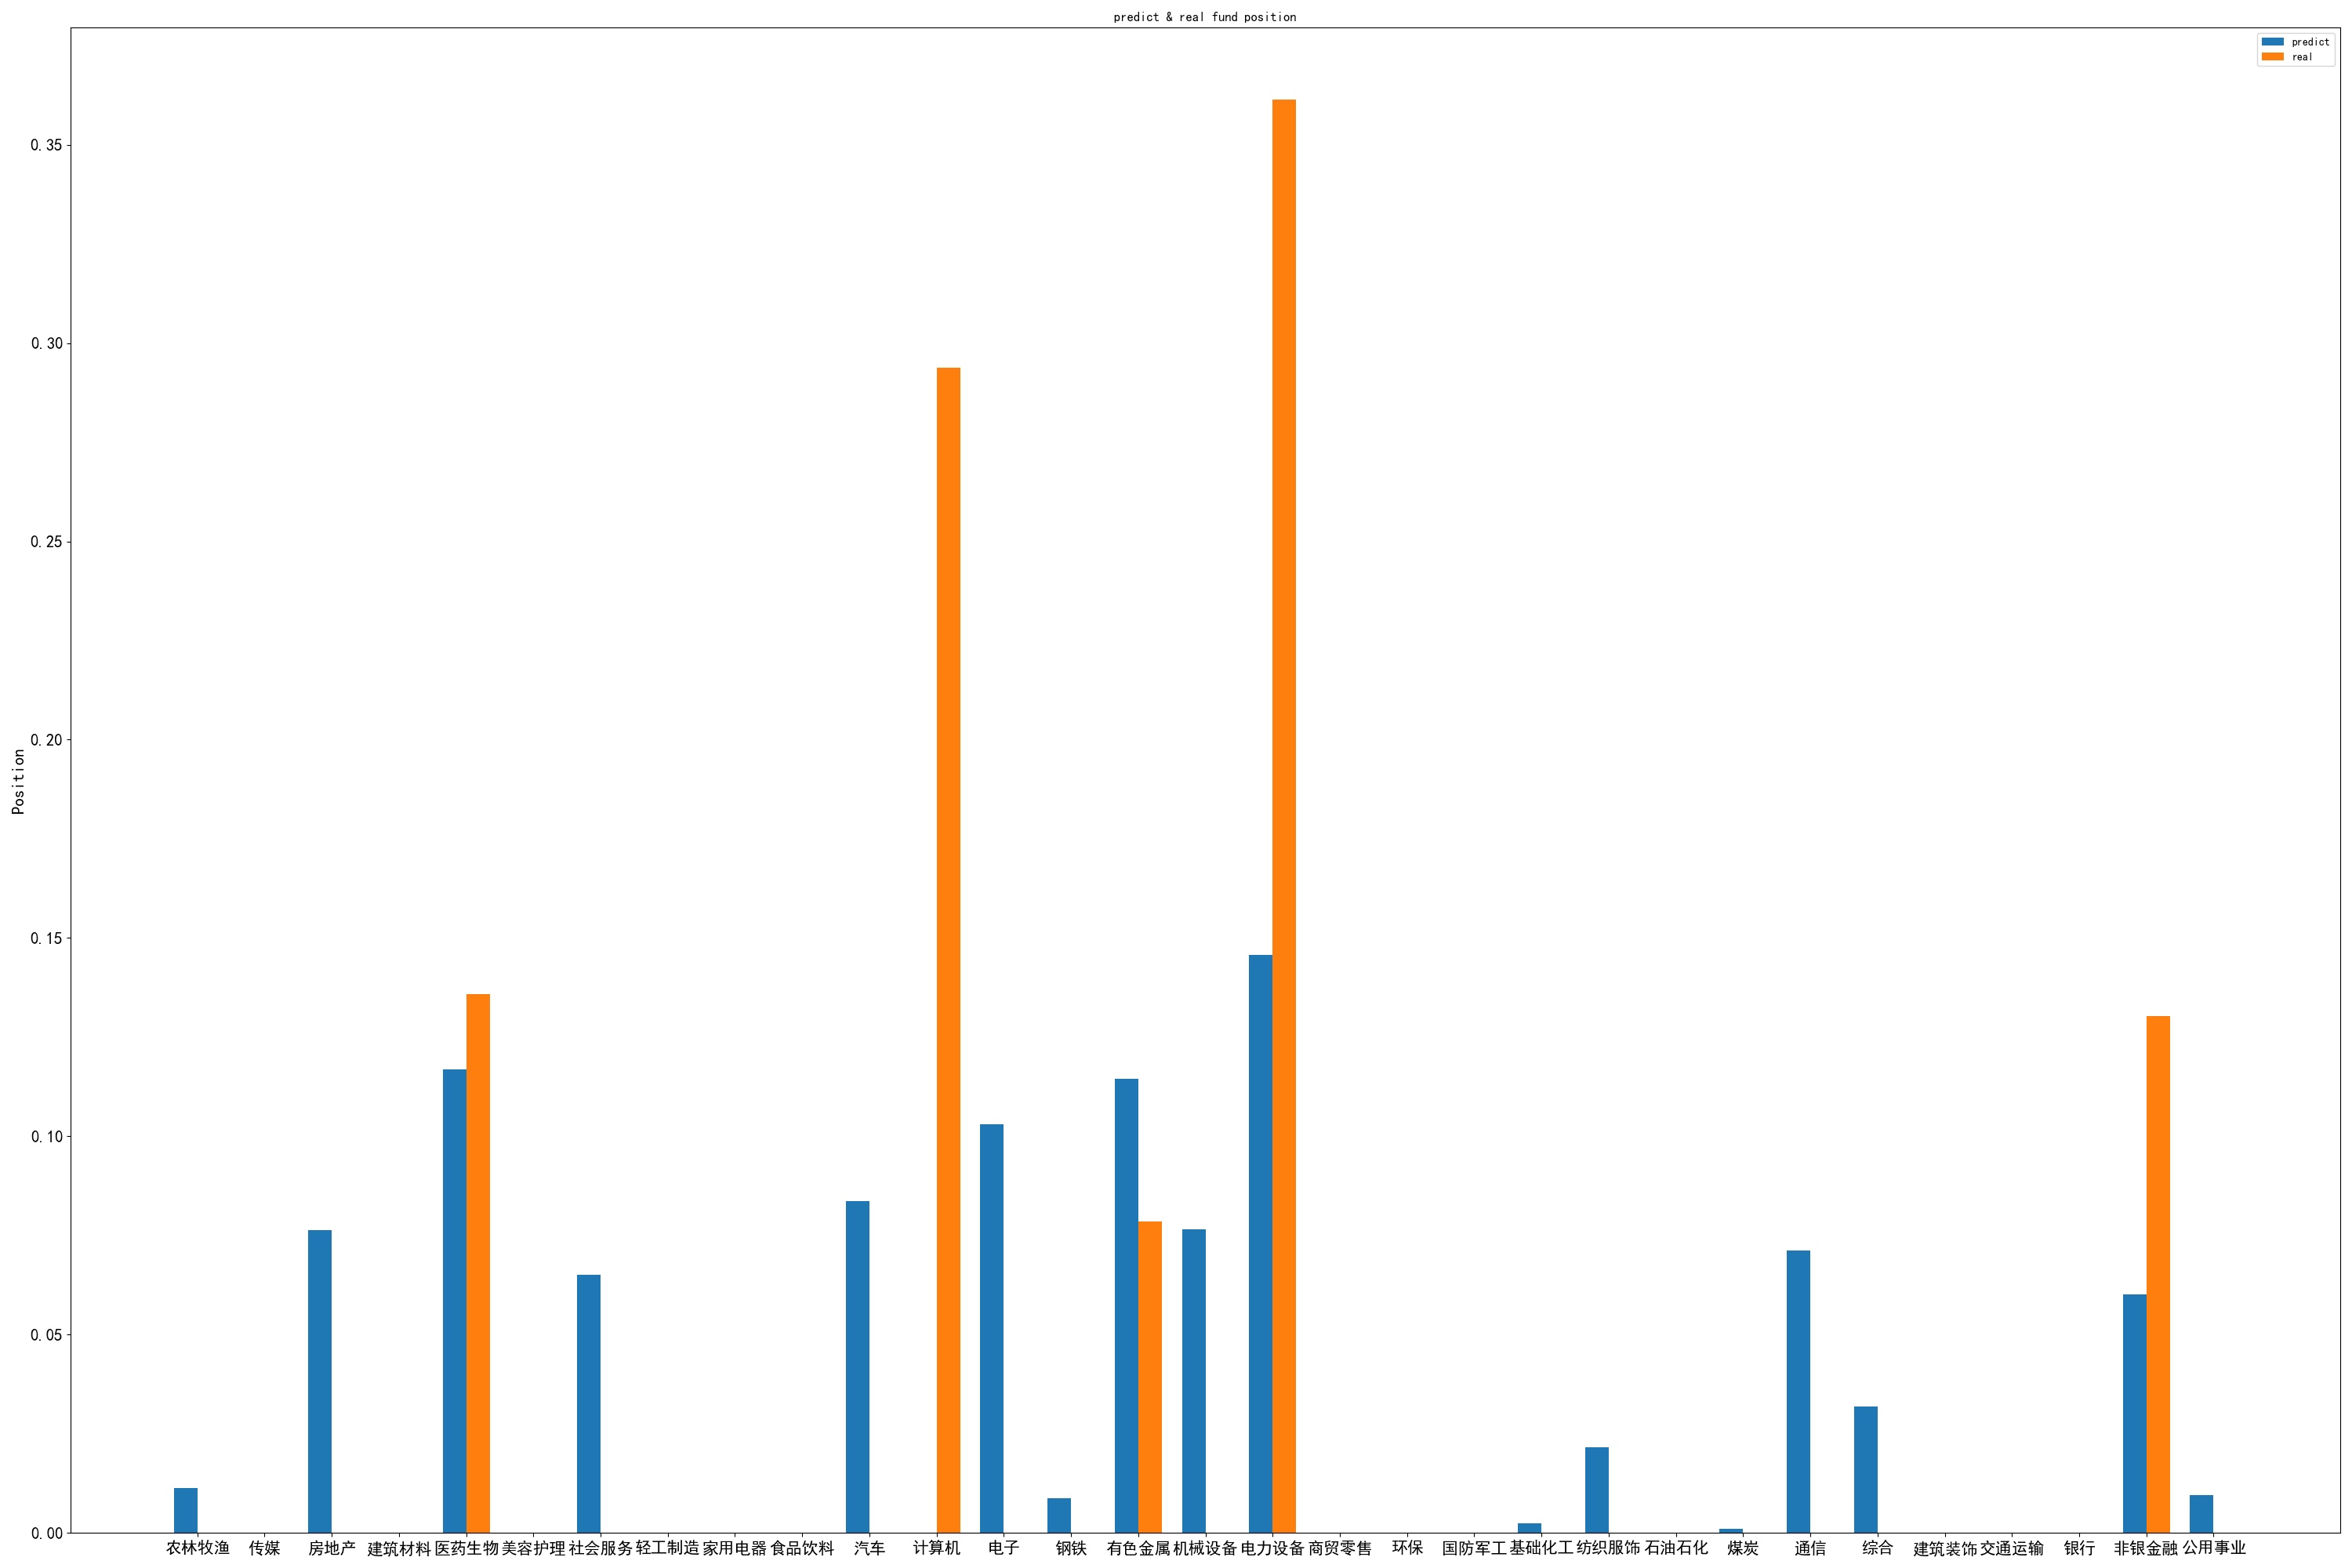 predict & real fund position
predict
real
0.35
0.30
0.25
0.20
0.15
0.10
0.05
0.00
Position
农林牧渔 传媒 房地产 建筑材料 医药生物 美容护理 社会服务 轻工制造 家用电器 食品饮料 汽车 计算机 电子 钢铁 有色金属 机械设备 电力设备 商贸零售 环保 国防军工 基础化工 纺织服饰 石油石化 煤炭 通信 综合 建筑装饰 交通运输 银行 非银金融 公用事业